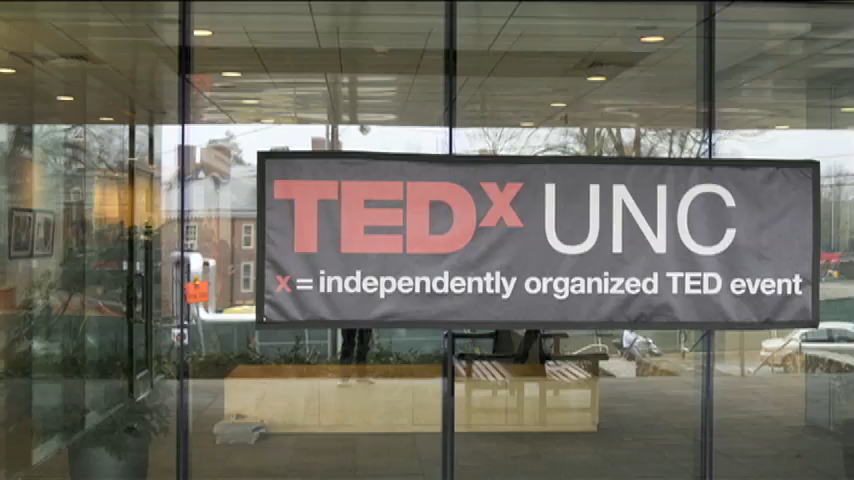 TEDx UNC
x = independently organized TED event